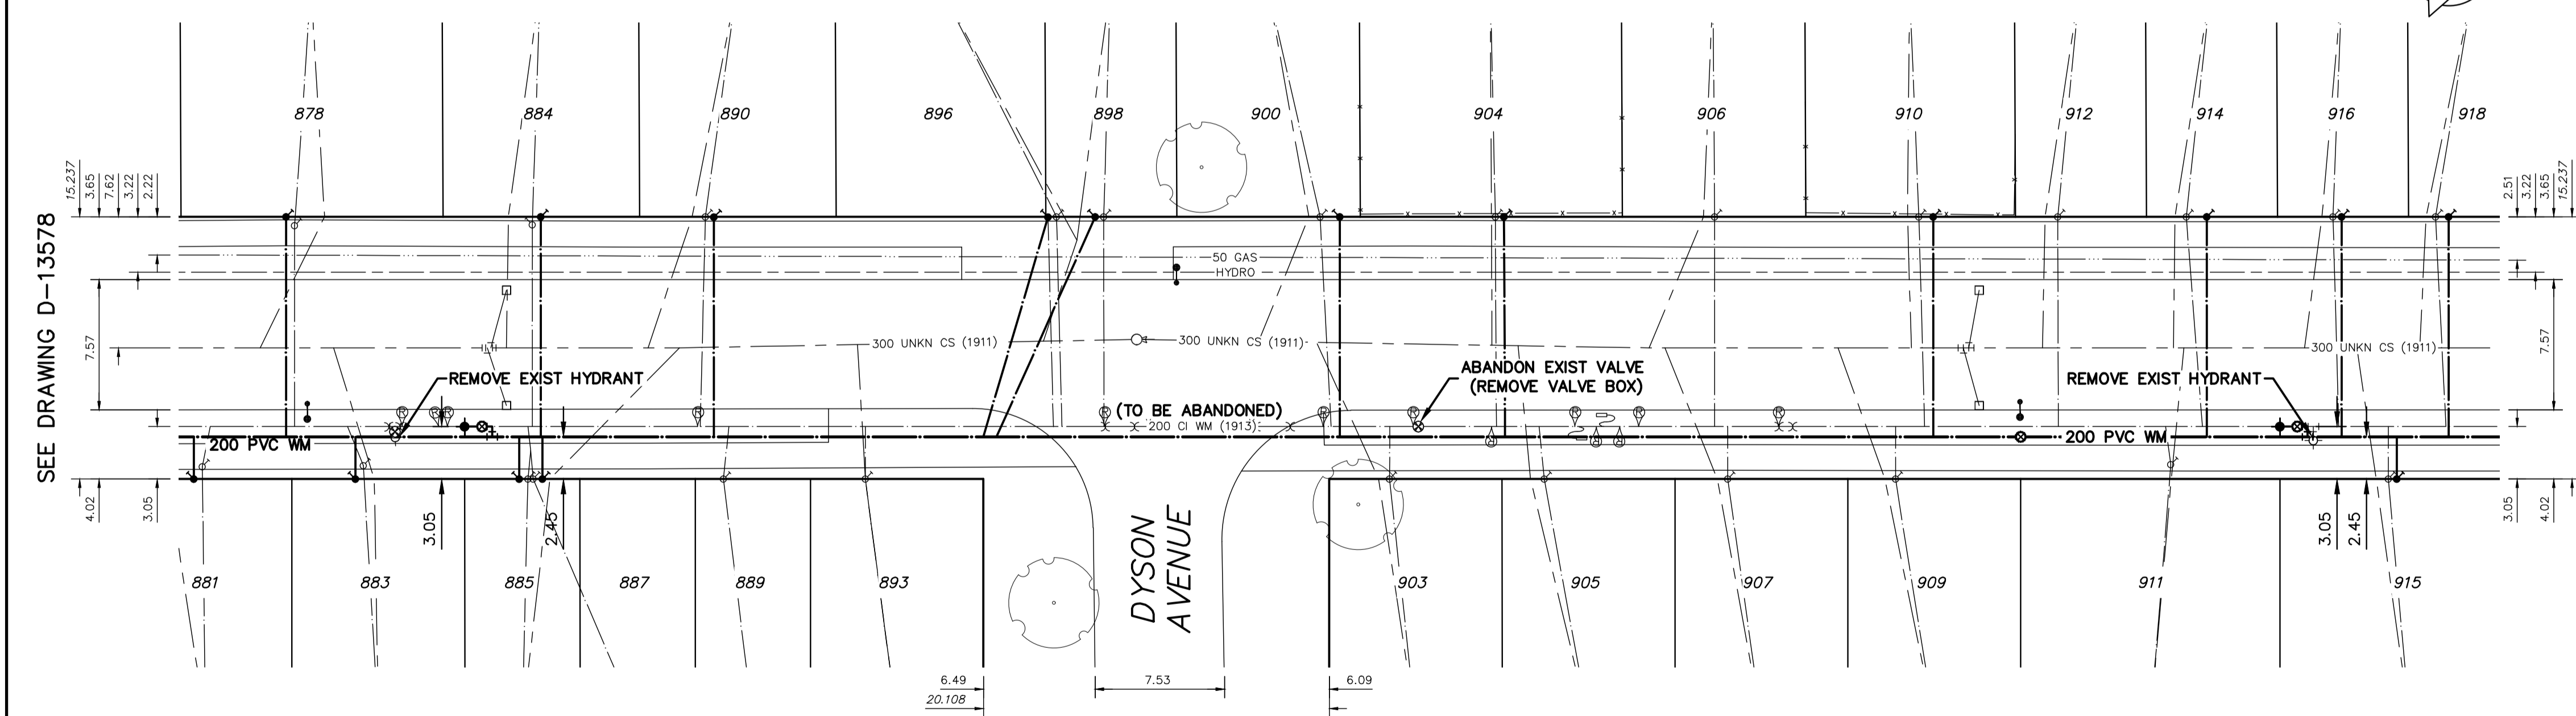 878 884 890 896 898 900 904 906 910 912 914 916 918
15.237 3.65 7.62 3.22 2.22
2.51 3.22 3.65 15.237
SEE DRAWING D-13578
50 GAS
HYDRO
7.57
7.57
300 UNKN CS (1911)
300 UNKN CS (1911)
300 UNKN CS (1911)
REMOVE EXIST HYDRANT
ABANDON EXIST VALVE
(REMOVE VALVE BOX)
REMOVE EXIST HYDRANT
R R R R R R R R R R R R R
(TO BE ABANDONED)
200 CI WM (1913)
200 PVC WM
200 PVC WM
4.02 3.05
3.05 2.45
3.05 2.45
3.05 4.02
DYSON
AVENUE
881 883 885 887 889 893 903 905 907 909 911 915
6.49 7.53 6.09
20.108